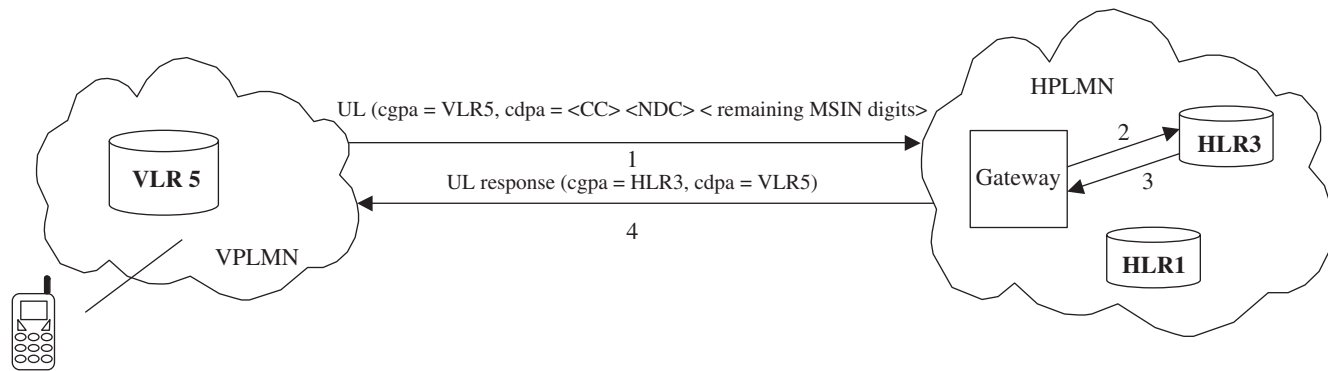 UL (cgpa = VLR5, cdpa = <CC> <NDC> < remaining MSIN digits>
1
UL response (cgpa = HLR3, cdpa = VLR5)
4
VLR 5
VPLMN
HPLMN
Gateway
2
3
HLR3
HLR1